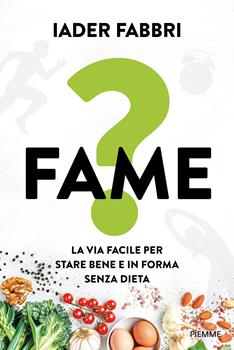 IADER FABBRI
?
FAME
LA VIA FACILE PER
STARE BENE E IN FORMA
SENZA DIETA
PIEMME